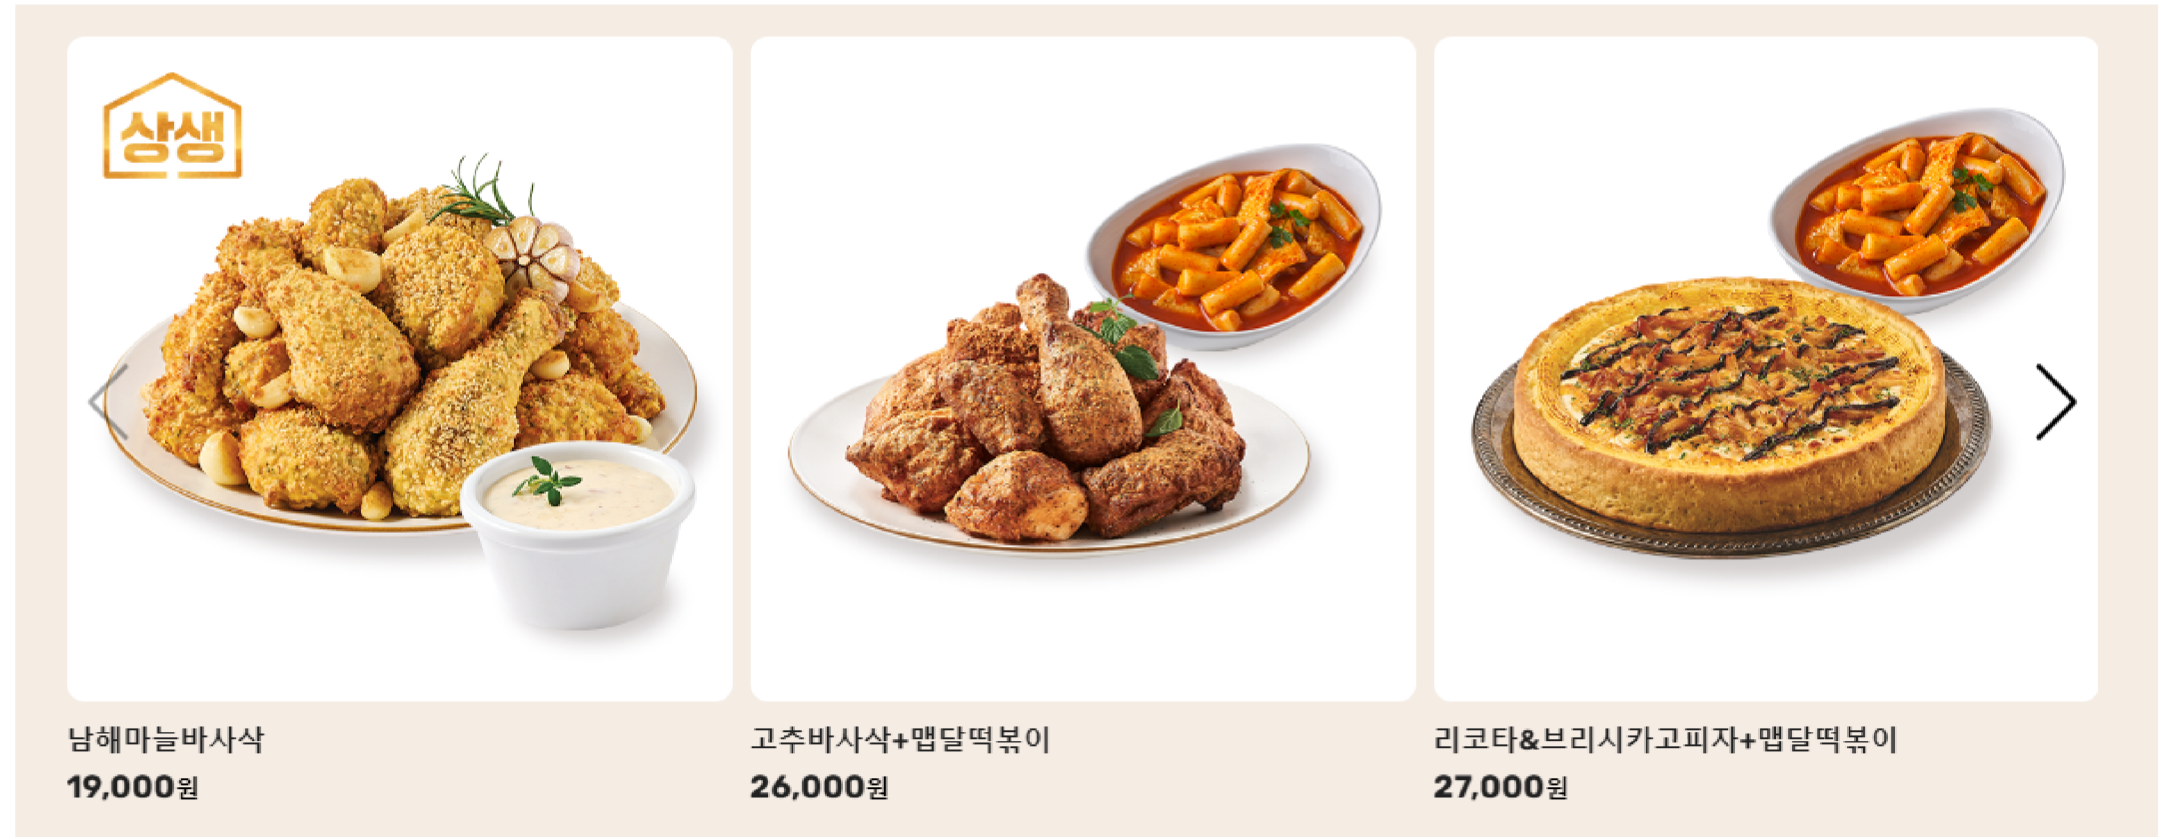 상생
남해마늘바사삭
19,000원
고추바사삭+맵달떡볶이
26,000원
리코타&브리시카고피자+맵달떡볶이
27,000원